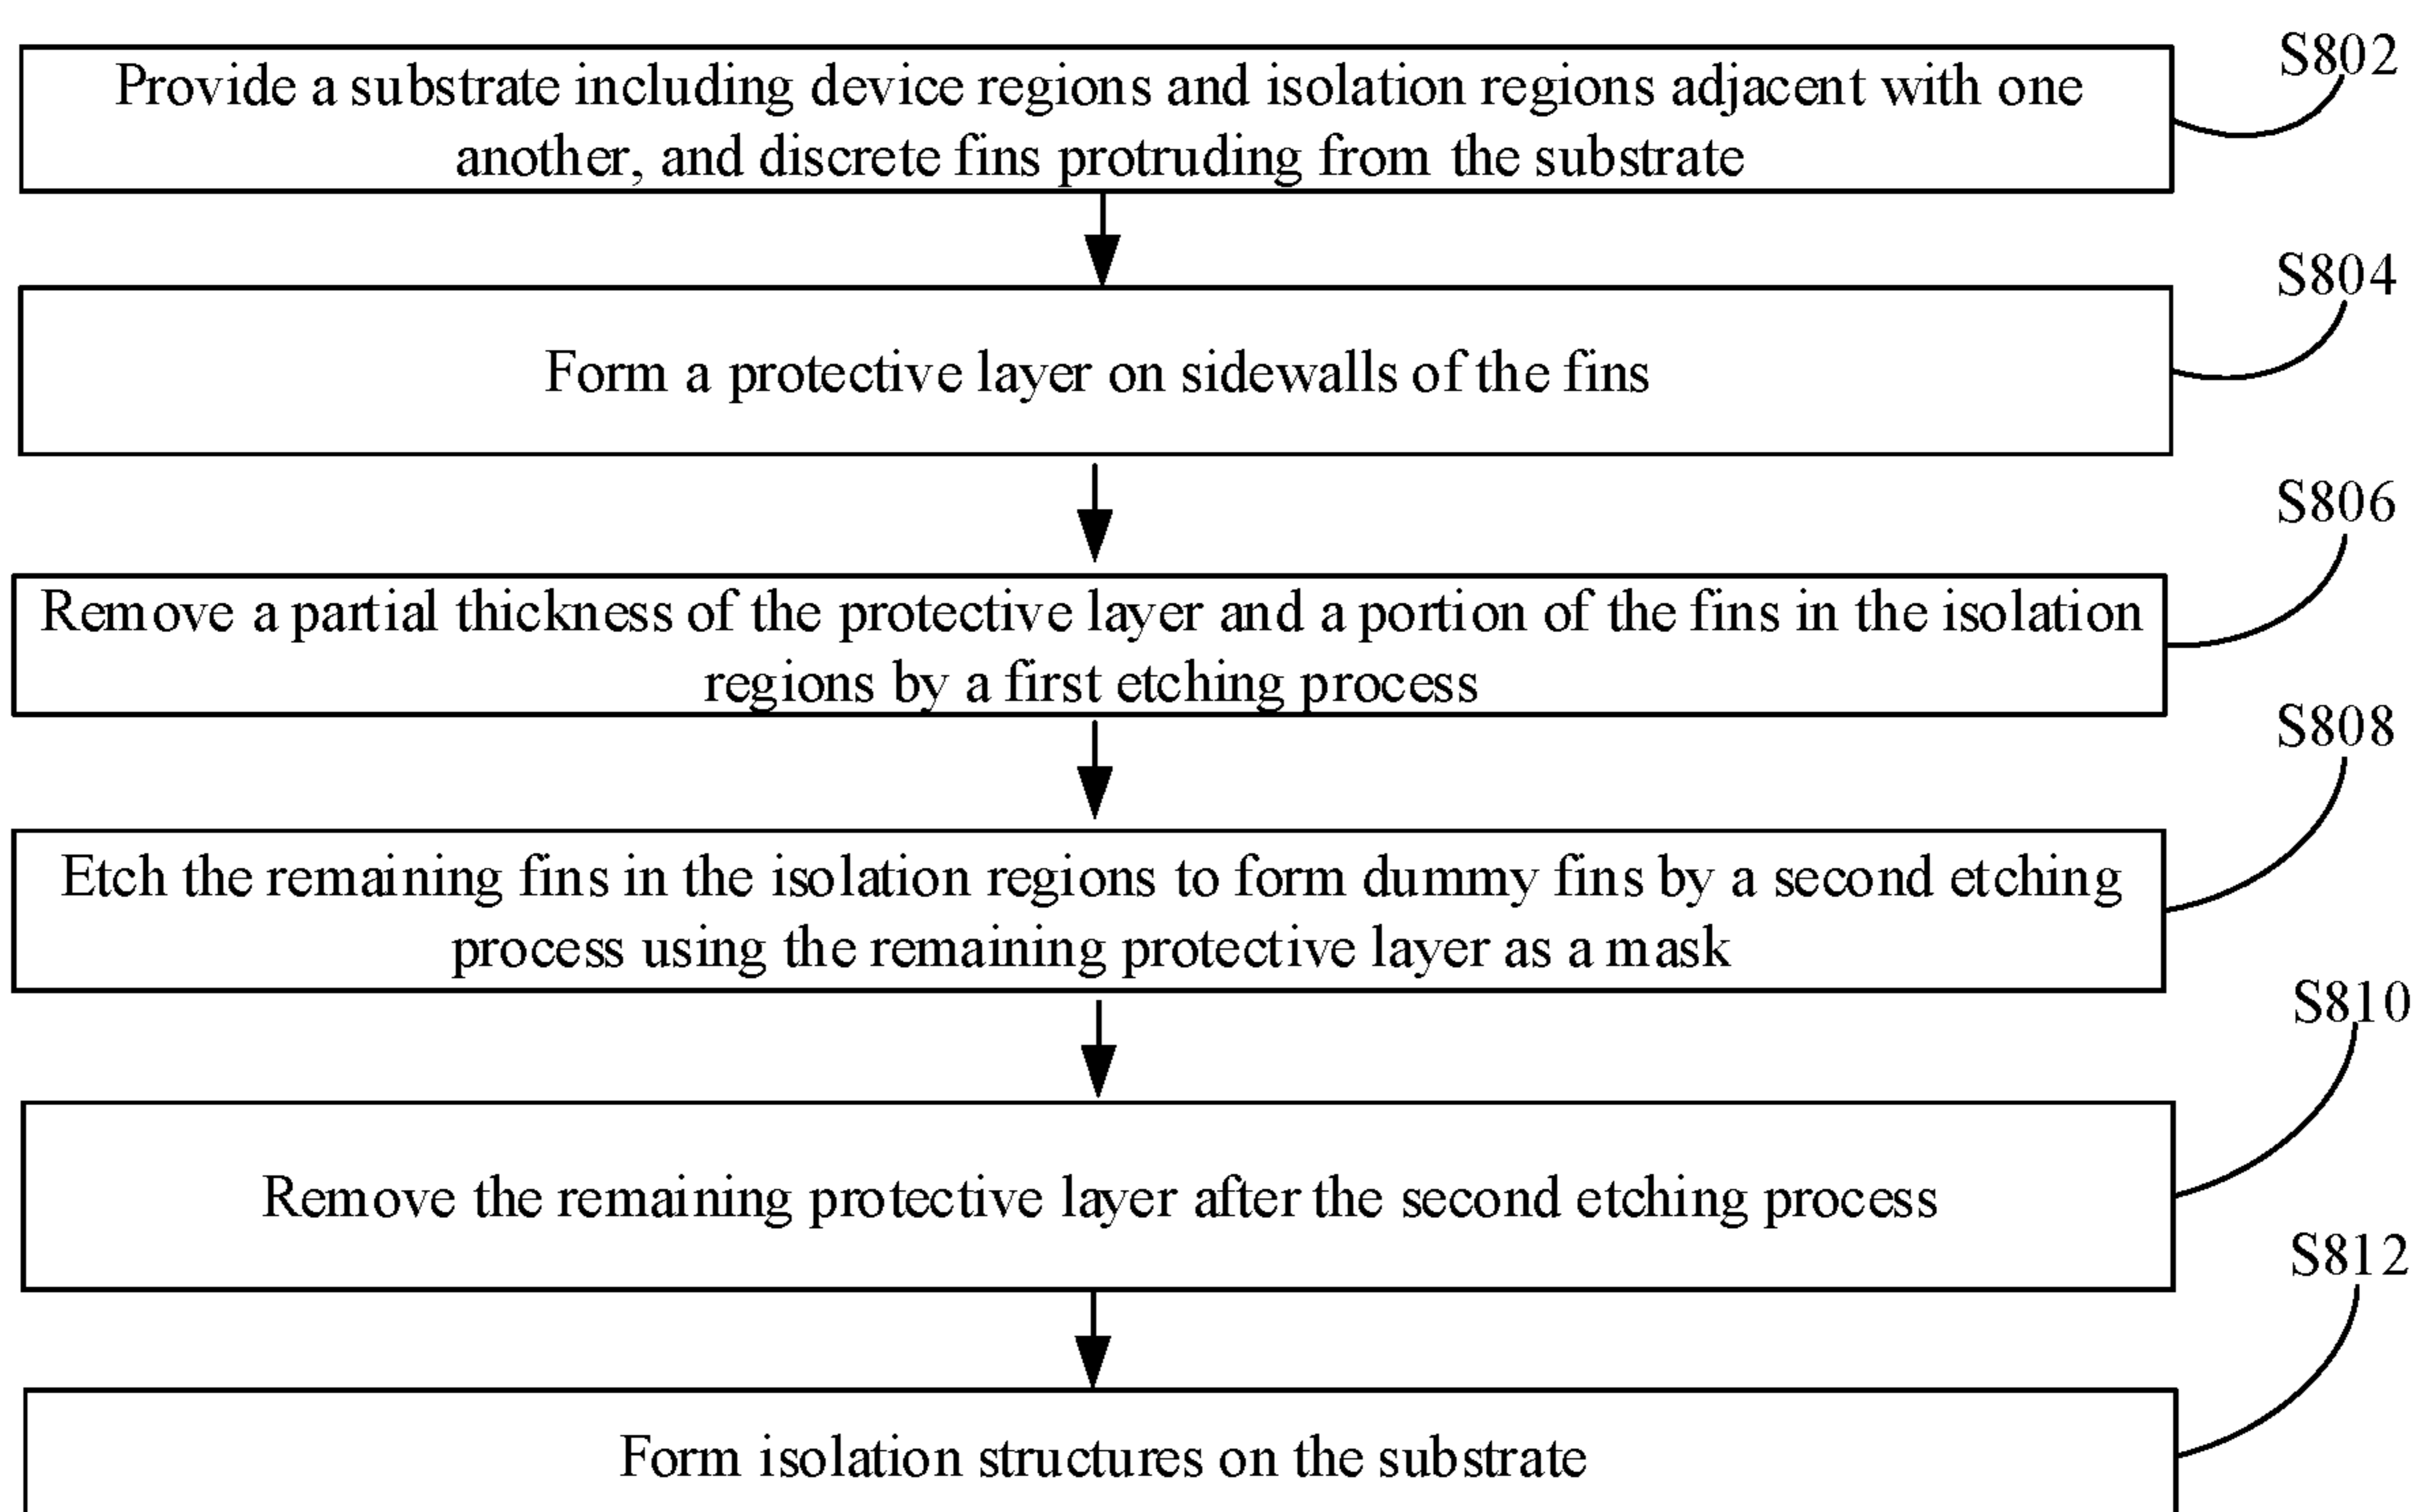 S802
Provide a substrate including device regions and isolation regions adjacent with one
another, and discrete fins protruding from the substrate
S804
Form a protective layer on sidewalls of the fins
S806
Remove a partial thickness of the protective layer and a portion of the fins in the isolation
regions by a first etching process
S808
Etch the remaining fins in the isolation regions to form dummy fins by a second etching
process using the remaining protective layer as a mask
S810
Remove the remaining protective layer after the second etching process
S812
Form isolation structures on the substrate